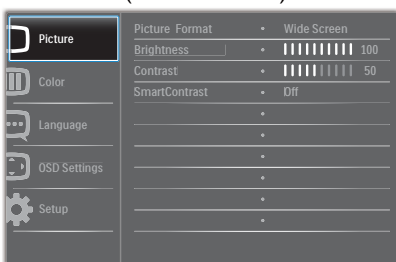 Picture
Color
Language
OSD Settings
Setup
Picture Format • Wide Screen
Brightness • 100
Contrast • 50
SmartContrast • Off